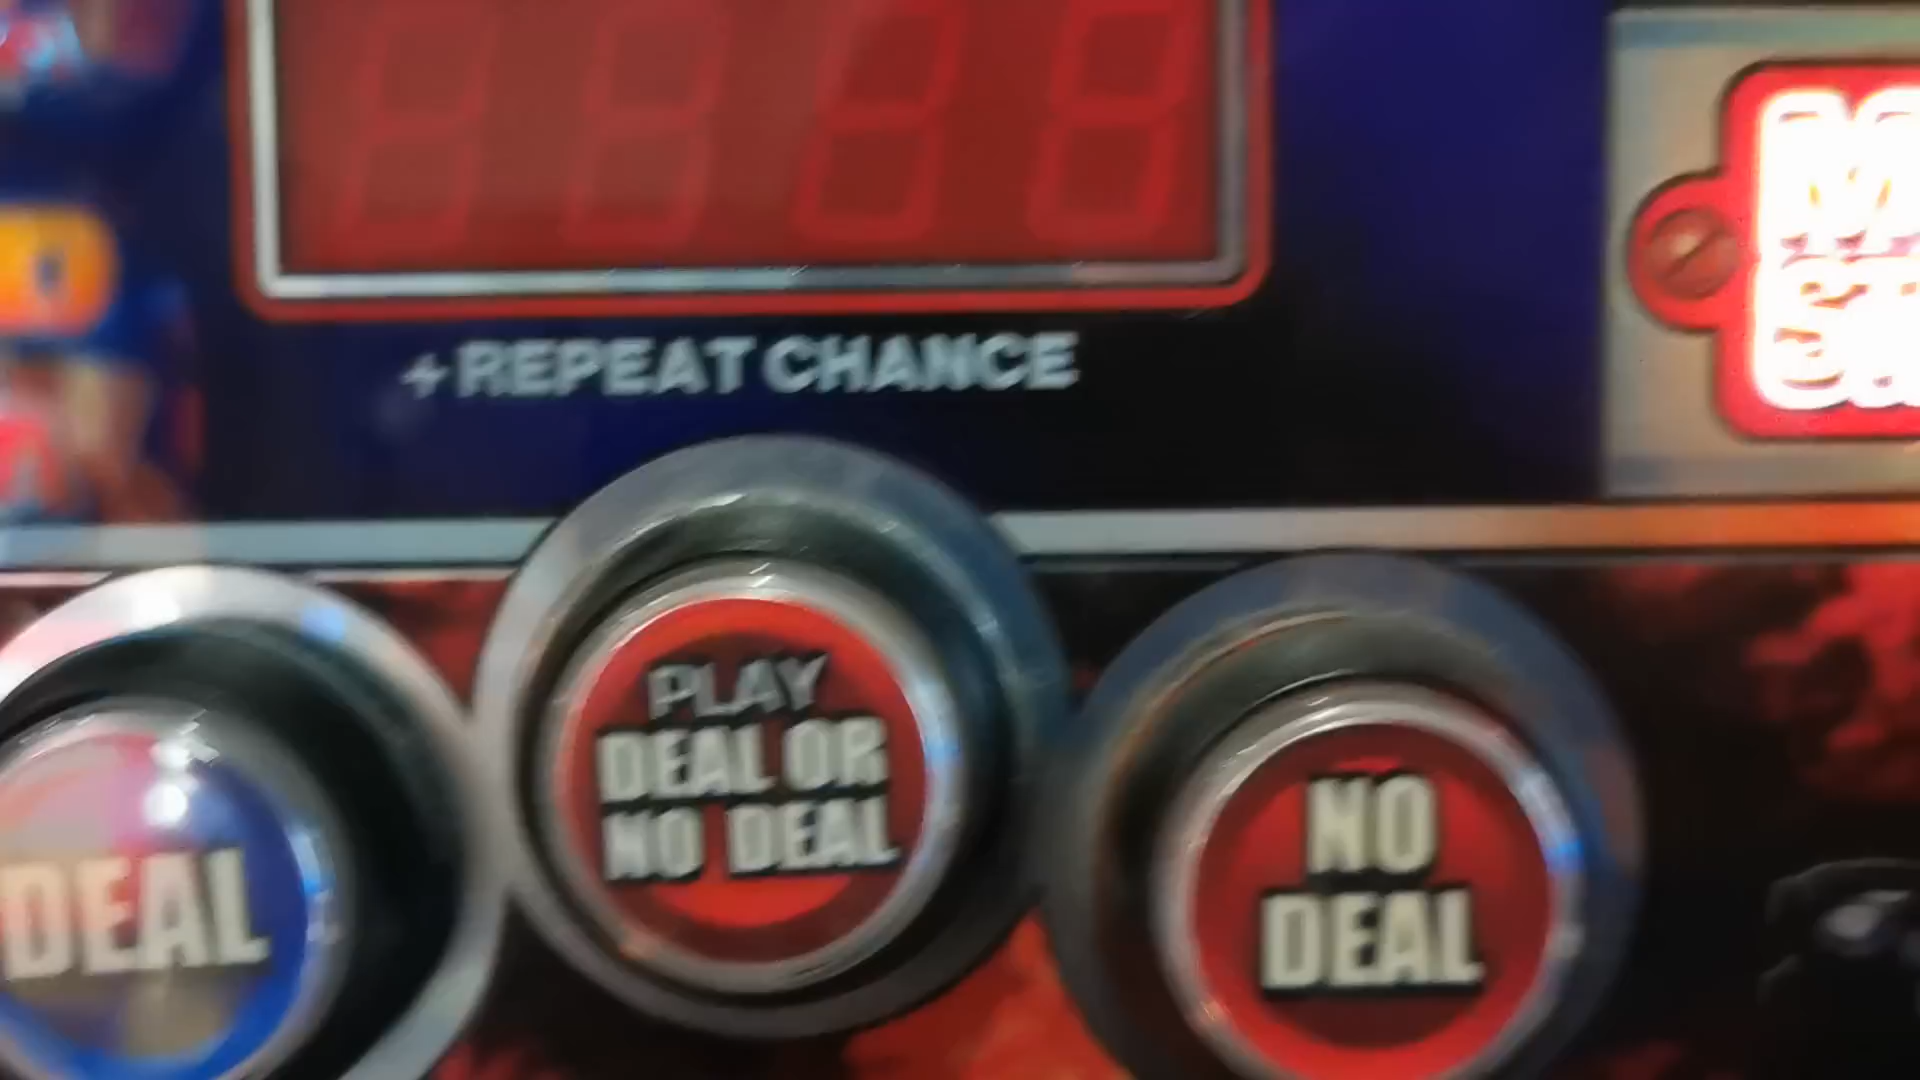 + REPEAT CHANCE
PLAY
DEAL OR
NO DEAL
NO
DEAL
DEAL